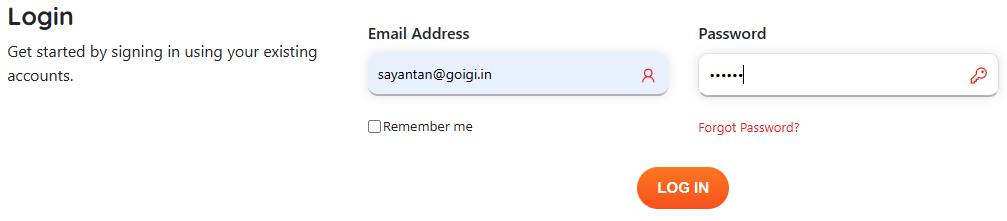 Login
Get started by signing in using your existing
accounts.
Email Address
sayantan@goigi.in
Remember me
Password
••••••
Forgot Password?
LOG IN